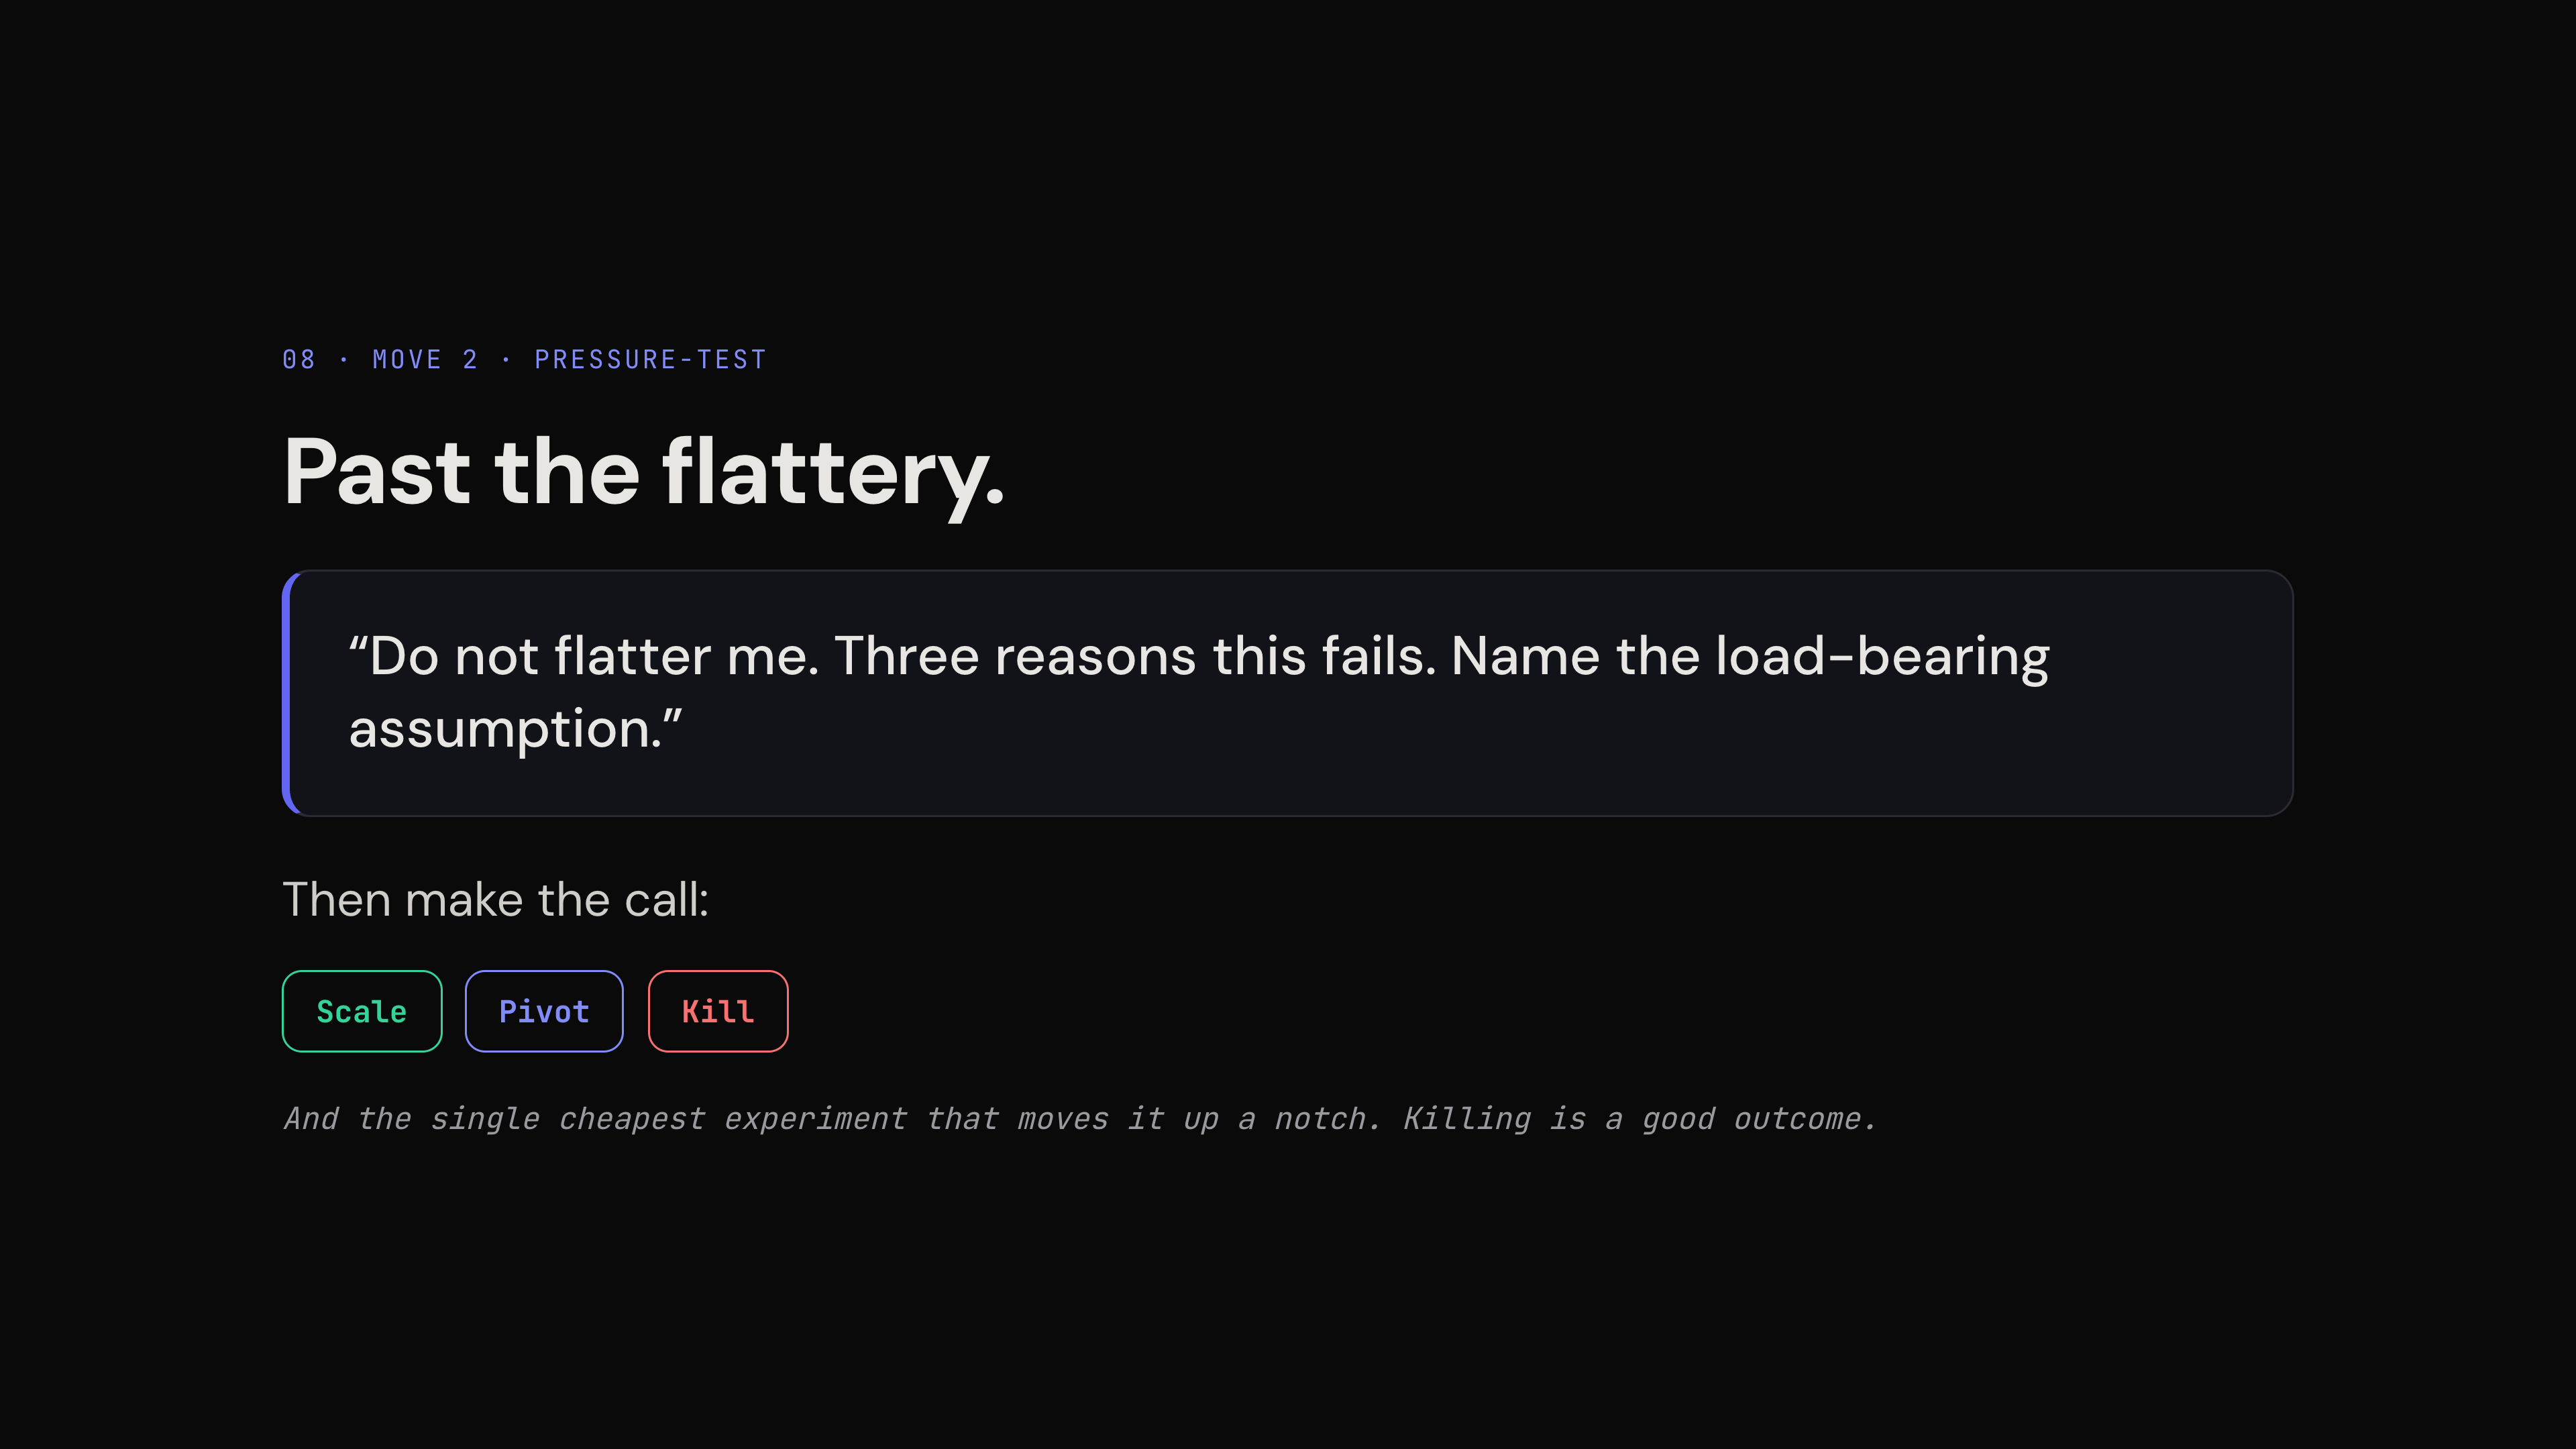 08 · MOVE 2 · PRESSURE-TEST
Past the flattery.
“Do not flatter me. Three reasons this fails. Name the load-bearing
assumption.”
Then make the call:
Scale Pivot Kill
And the single cheapest experiment that moves it up a notch. Killing is a good outcome.